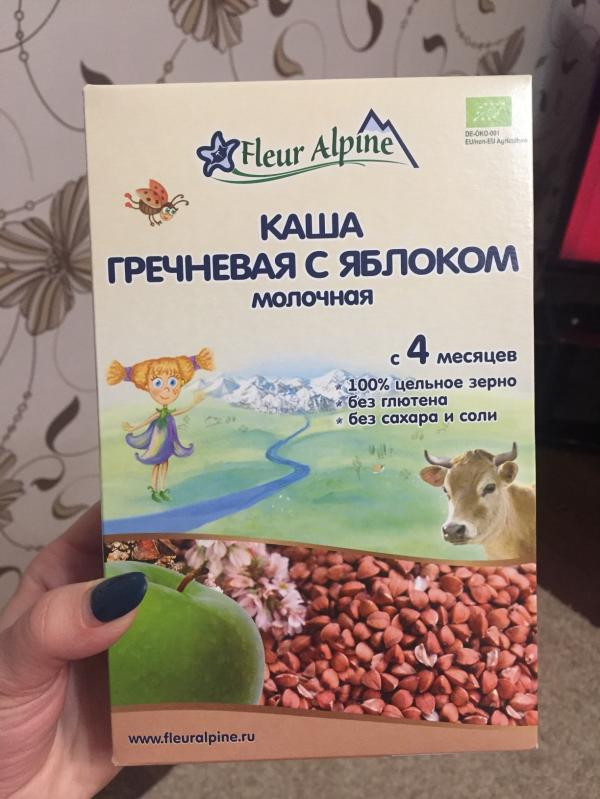 Fleur Alpine
DE-ÖKO-001
EU/non-EU Agriculture
КАША
ГРЕЧНЕВАЯ С ЯБЛОКОМ
МОЛОЧНАЯ
с 4 месяцев
* 100% цельное зерно
* без глютена
* без сахара и соли
www.fleuralpine.ru